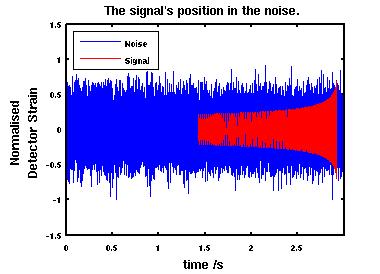 The signal's position in the noise.
Normalised
Detector Strain
1.5
1
0.5
0
-0.5
-1
-1.5
Noise
Signal
0 0.5 1 1.5 2 2.5
time /s